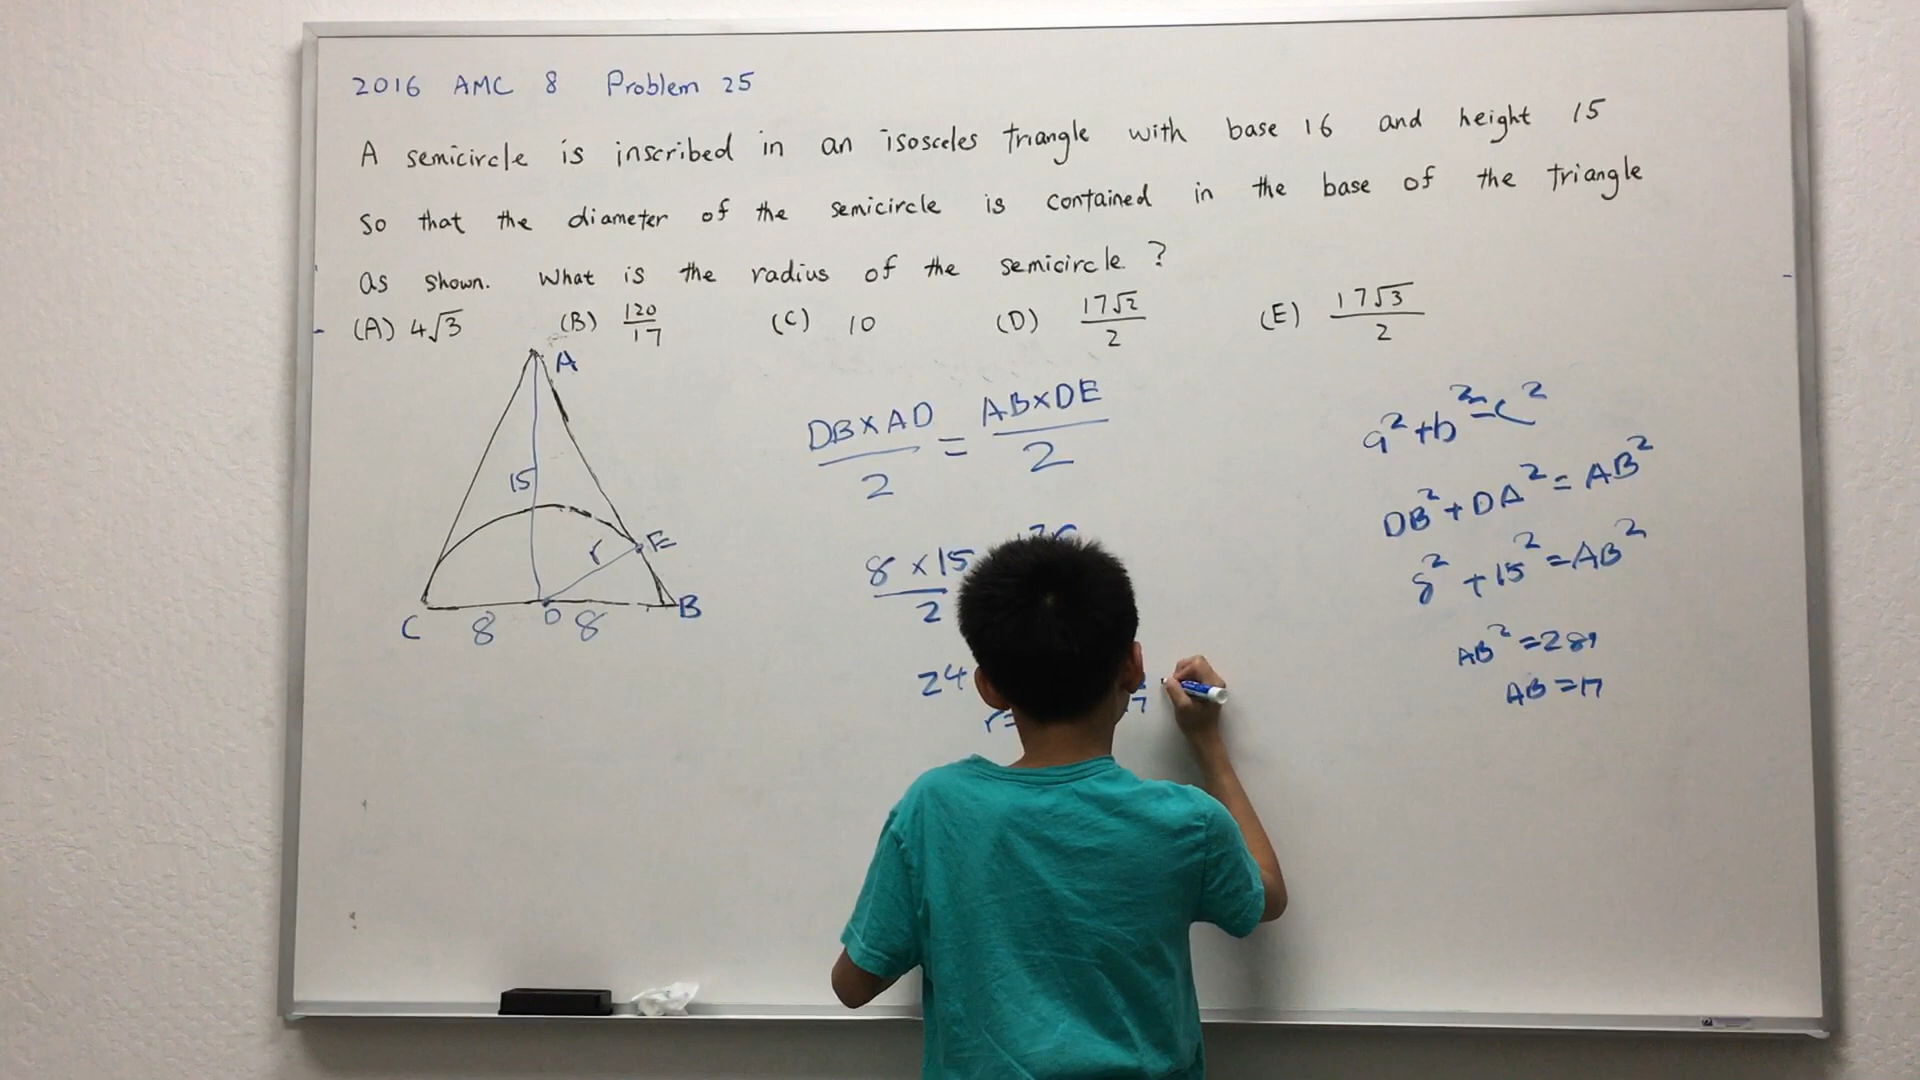 2016 AMC 8 Problem 25
A semicircle is inscribed in an isosceles triangle with base 16 and height 15
so that the diameter of the semicircle is contained in the base of the triangle
as shown. What is the radius of the semicircle ?
(A) 4√3 (B) 120/17 (C) 10 (D) 17√2/2 (E) 17√3/2
A
15
r E
C 8 D 8 B
DB×AD/2 = AB×DE/2
8×15/2
24
r=
a²+b²=c²
DB²+DA²=AB²
8²+15²=AB²
AB²=289
AB=17